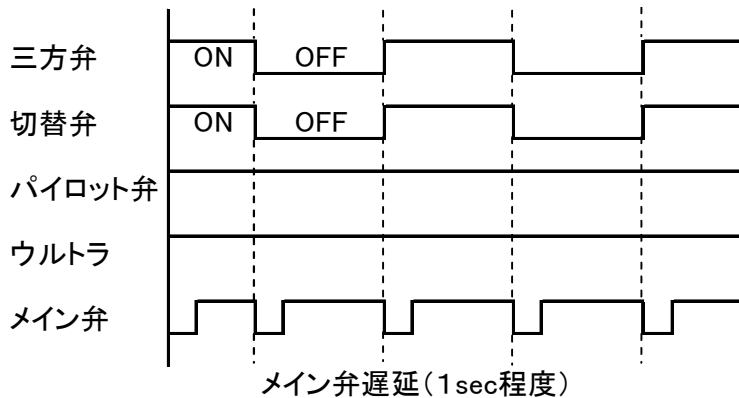 三方弁 ON OFF
切替弁 ON OFF
パイロット弁
ウルトラ
メイン弁
メイン弁遅延(1sec程度)